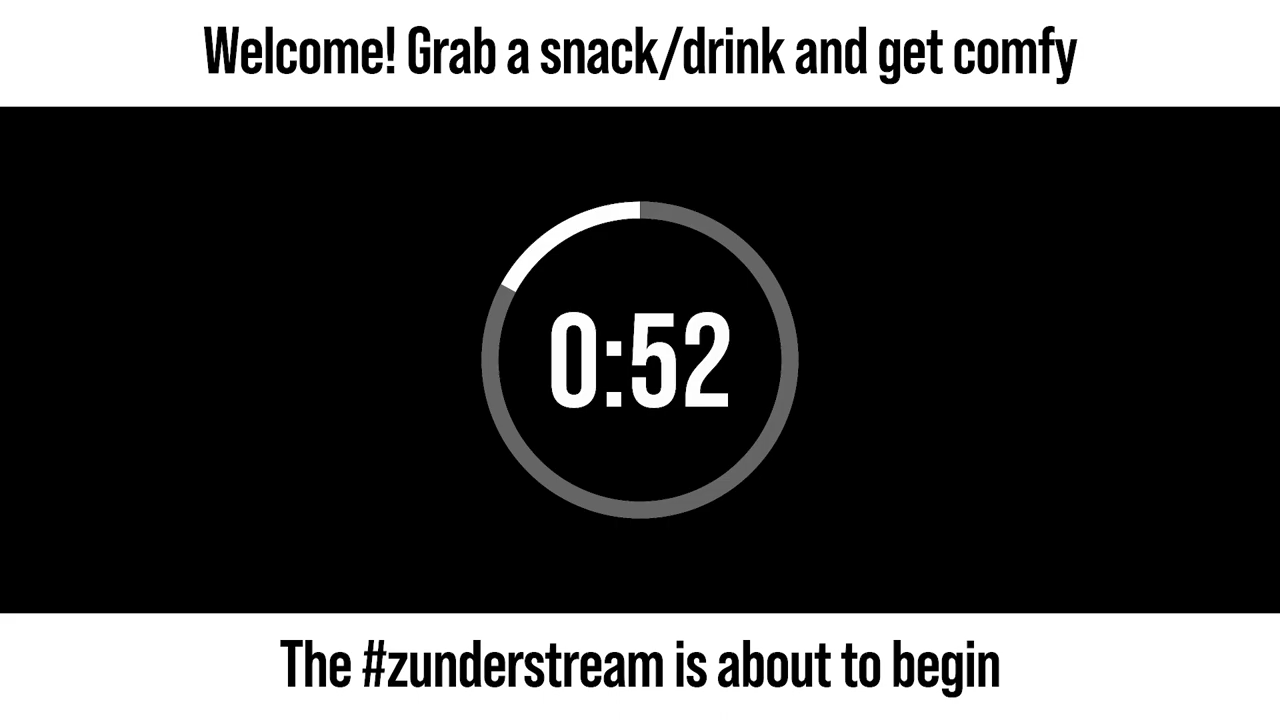 Welcome! Grab a snack/drink and get comfy
0:52
The #zunderstream is about to begin